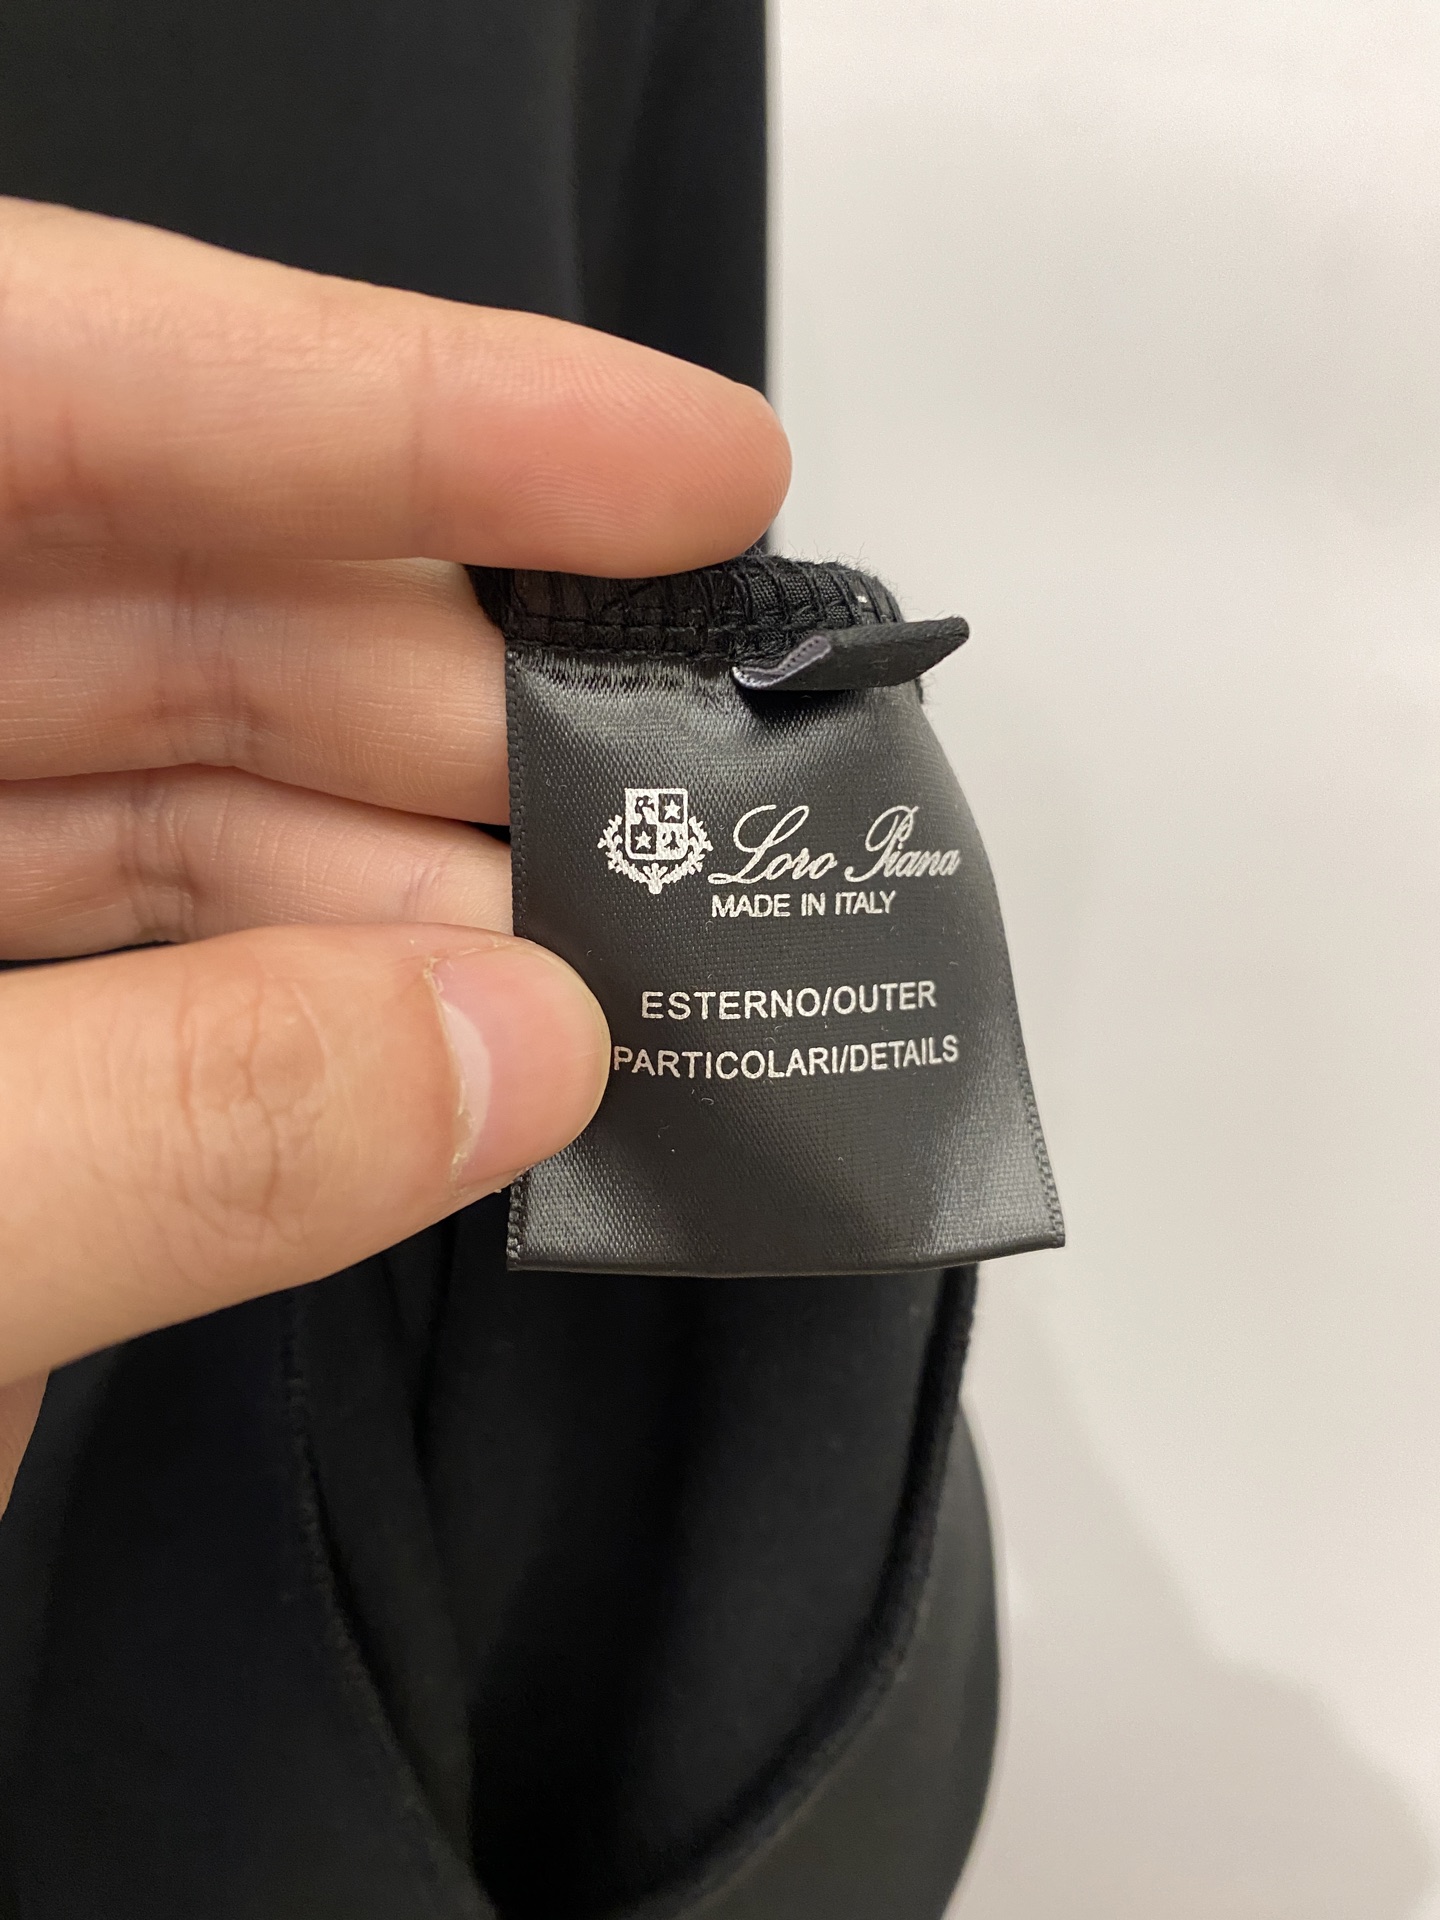 Loro Piana
MADE IN ITALY
ESTERNO/OUTER
PARTICOLARI/DETAILS